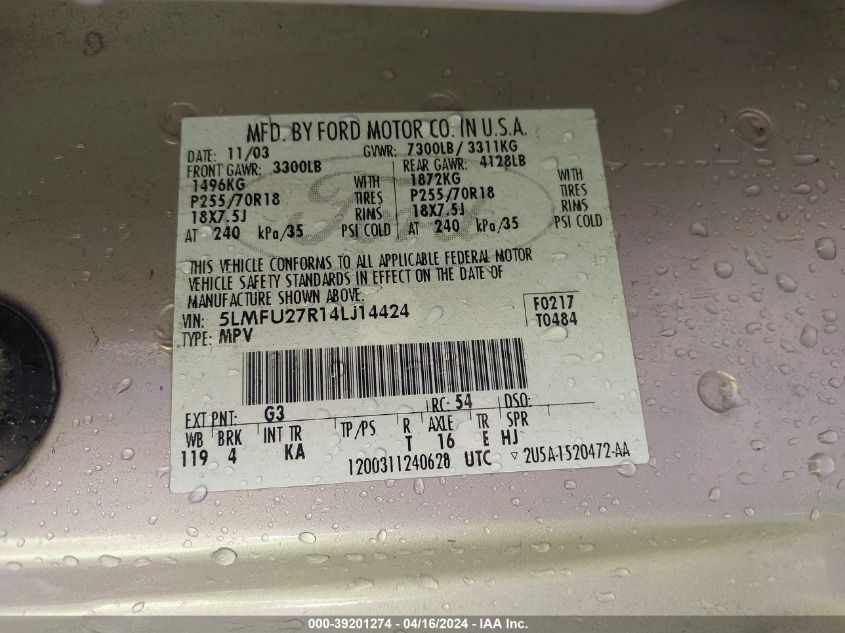 MFD. BY FORD MOTOR CO. IN U.S.A.
DATE: 11/03 GVWR: 7300LB/ 3311KG
FRONT GAWR: 3300LB REAR GAWR: 4128LB
1496KG WITH 1872KG WITH
P255/70R18 TIRES P255/70R18 TIRES
18X7.5J RIMS 18X7.5J RIMS
AT 240 kPa/35 PSI COLD AT 240 kPa/35 PSI COLD
THIS VEHICLE CONFORMS TO ALL APPLICABLE FEDERAL MOTOR
VEHICLE SAFETY STANDARDS IN EFFECT ON THE DATE OF
MANUFACTURE SHOWN ABOVE.
VIN: 5LMFU27R14LJ14424 F0217
TYPE: MPV T0484
EXT PNT: G3 RC: 54 DSO:
WB BRK INT TR TP/PS R AXLE TR SPR
119 4 KA T 16 E HJ
1200311240628 UTC ▽ 2U5A-1520472-AA
000-39201274 - 04/16/2024 - IAA Inc.